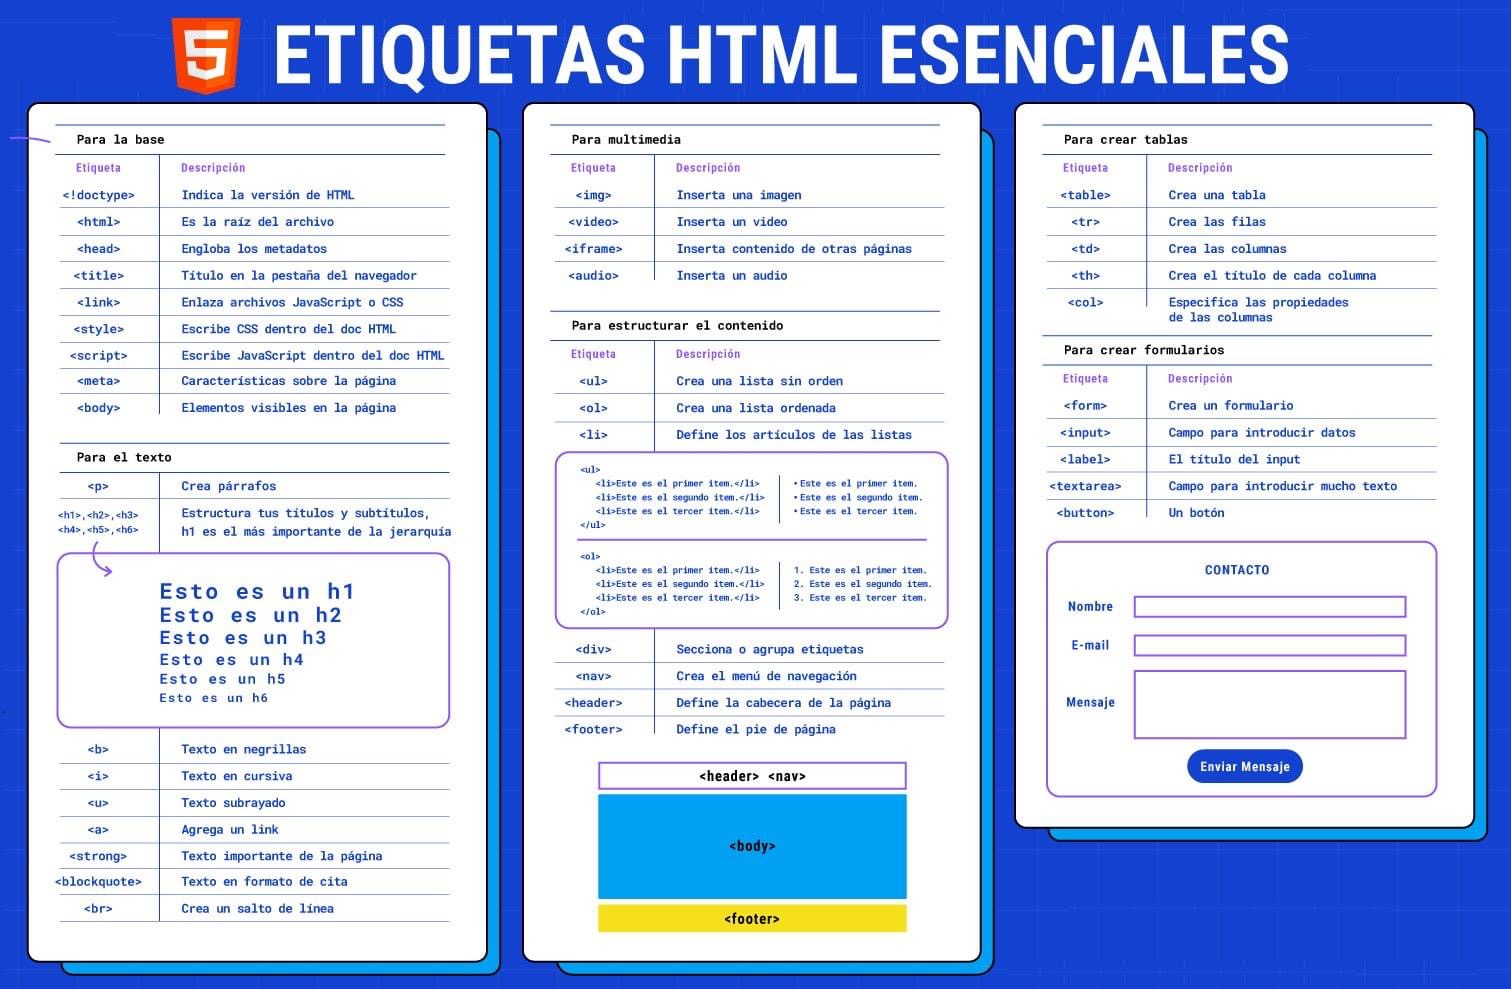 5 ETIQUETAS HTML ESENCIALES
Para la base
Etiqueta Descripción
<!doctype> Indica la versión de HTML
<html> Es la raíz del archivo
<head> Engloba los metadatos
<title> Título en la pestaña del navegador
<link> Enlaza archivos JavaScript o CSS
<style> Escribe CSS dentro del doc HTML
<script> Escribe JavaScript dentro del doc HTML
<meta> Características sobre la página
<body> Elementos visibles en la página
Para el texto
<p> Crea párrafos
<h1>,<h2>,<h3> Estructura tus títulos y subtítulos,
<h4>,<h5>,<h6> h1 es el más importante de la jerarquía
Esto es un h1
Esto es un h2
Esto es un h3
Esto es un h4
Esto es un h5
Esto es un h6
<b> Texto en negrillas
<i> Texto en cursiva
<u> Texto subrayado
<a> Agrega un link
<strong> Texto importante de la página
<blockquote> Texto en formato de cita
<br> Crea un salto de línea
Para multimedia
Etiqueta Descripción
<img> Inserta una imagen
<video> Inserta un video
<iframe> Inserta contenido de otras páginas
<audio> Inserta un audio
Para estructurar el contenido
Etiqueta Descripción
<ul> Crea una lista sin orden
<ol> Crea una lista ordenada
<li> Define los artículos de las listas
<ul>
<li>Este es el primer item.</li> • Este es el primer item.
<li>Este es el segundo item.</li> • Este es el segundo item.
<li>Este es el tercer item.</li> • Este es el tercer item.
</ul>
<ol>
<li>Este es el primer item.</li> 1. Este es el primer item.
<li>Este es el segundo item.</li> 2. Este es el segundo item.
<li>Este es el tercer item.</li> 3. Este es el tercer item.
</ol>
<div> Secciona o agrupa etiquetas
<nav> Crea el menú de navegación
<header> Define la cabecera de la página
<footer> Define el pie de página
<header> <nav>
<body>
<footer>
Para crear tablas
Etiqueta Descripción
<table> Crea una tabla
<tr> Crea las filas
<td> Crea las columnas
<th> Crea el título de cada columna
<col> Especifica las propiedades
de las columnas
Para crear formularios
Etiqueta Descripción
<form> Crea un formulario
<input> Campo para introducir datos
<label> El título del input
<textarea> Campo para introducir mucho texto
<button> Un botón
CONTACTO
Nombre
E-mail
Mensaje
Enviar Mensaje